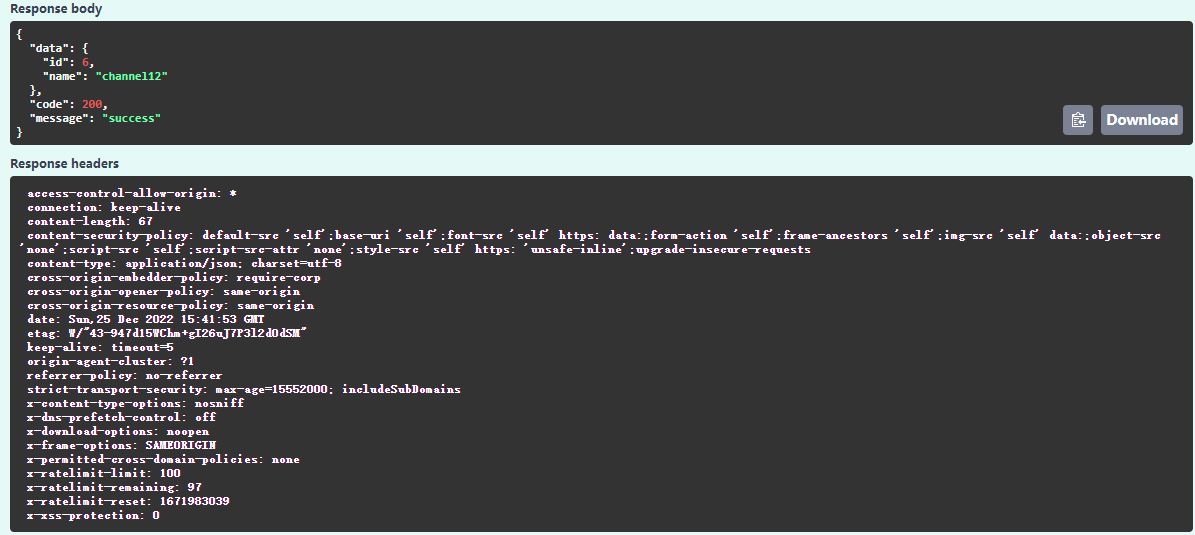 Response body
{
  "data": {
    "id": 6,
    "name": "channel12"
  },
  "code": 200,
  "message": "success"
}
Download
Response headers
access-control-allow-origin: *
connection: keep-alive
content-length: 67
content-security-policy: default-src 'self';base-uri 'self';font-src 'self' https: data:;form-action 'self';frame-ancestors 'self';img-src 'self' data:;object-src
'none';script-src 'self';script-src-attr 'none';style-src 'self' https: 'unsafe-inline';upgrade-insecure-requests
content-type: application/json; charset=utf-8
cross-origin-embedder-policy: require-corp
cross-origin-opener-policy: same-origin
cross-origin-resource-policy: same-origin
date: Sun,25 Dec 2022 15:41:53 GMT
etag: W/"43-947d15WChm+gI26uJ7P3l2dOdSM"
keep-alive: timeout=5
origin-agent-cluster: ?1
referrer-policy: no-referrer
strict-transport-security: max-age=15552000; includeSubDomains
x-content-type-options: nosniff
x-dns-prefetch-control: off
x-download-options: noopen
x-frame-options: SAMEORIGIN
x-permitted-cross-domain-policies: none
x-ratelimit-limit: 100
x-ratelimit-remaining: 97
x-ratelimit-reset: 1671983039
x-xss-protection: 0